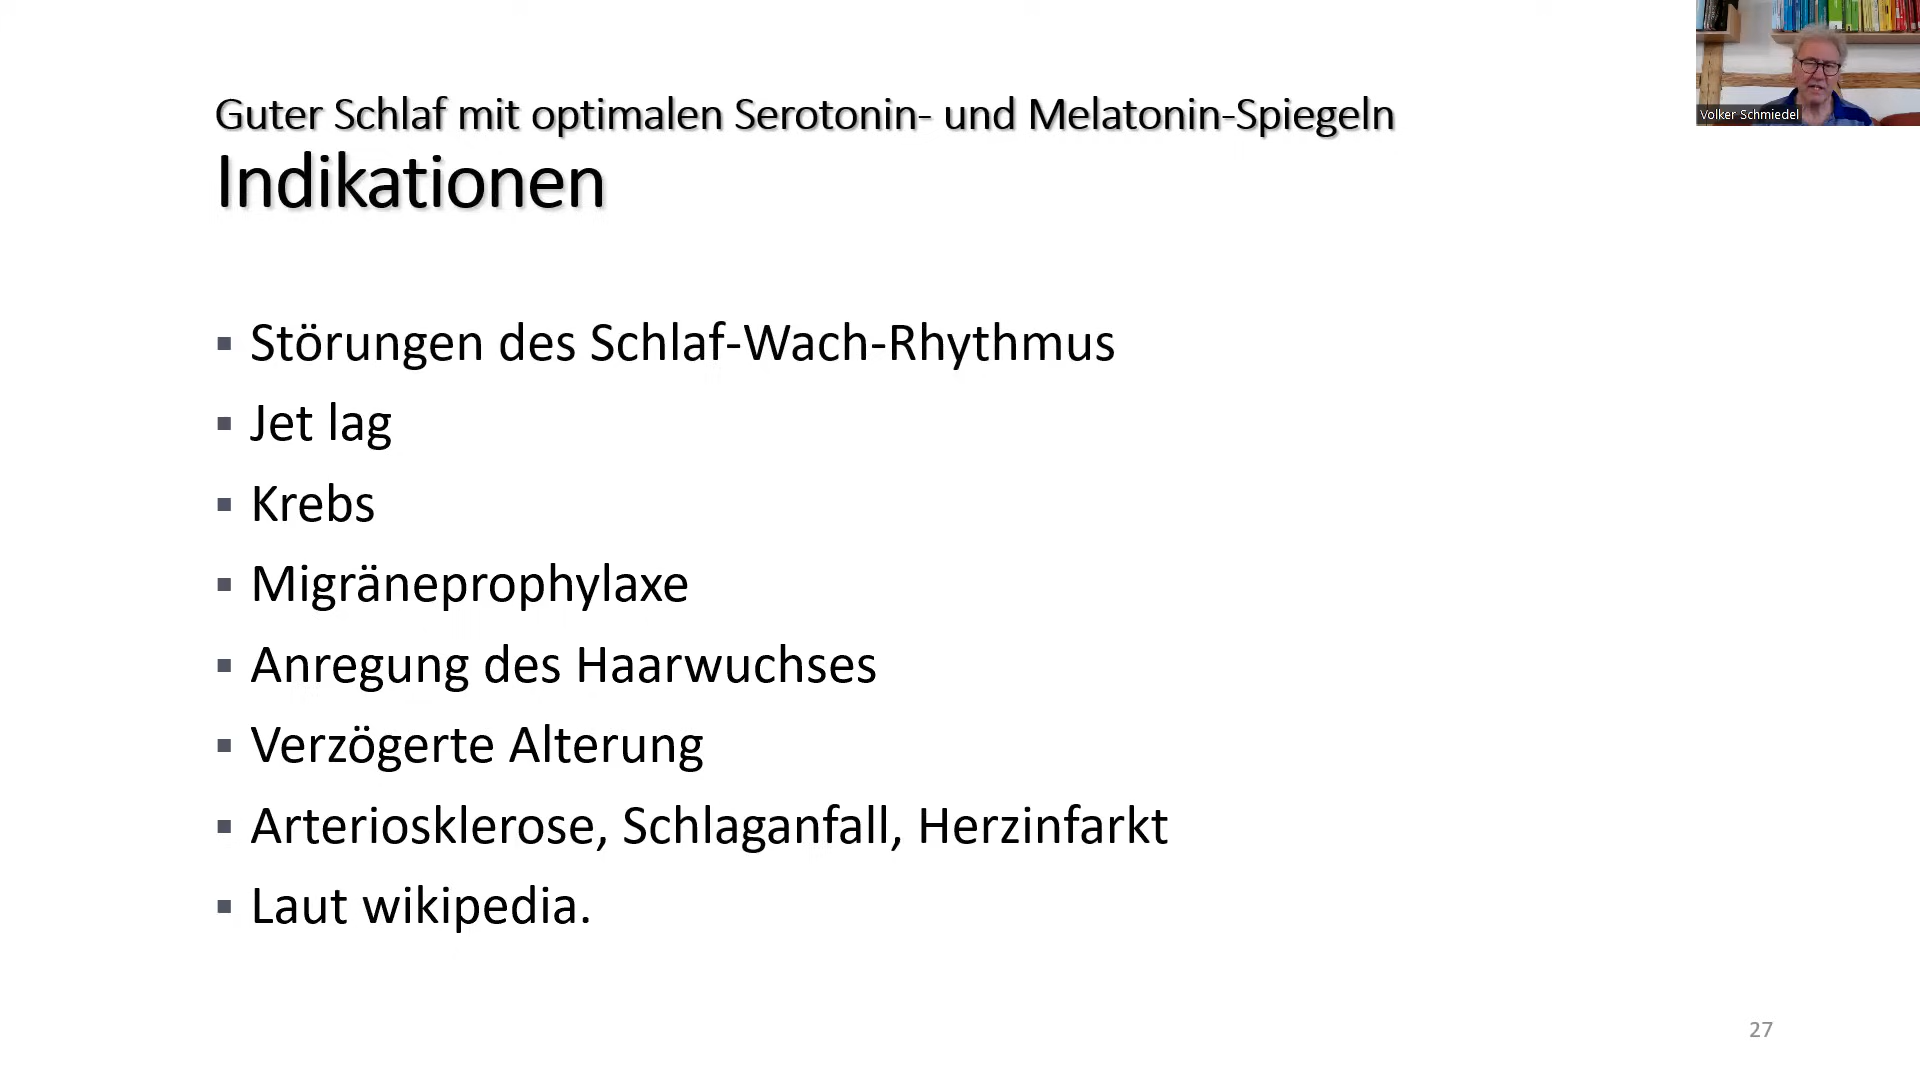 Guter Schlaf mit optimalen Serotonin- und Melatonin-Spiegeln
Indikationen
Volker Schmiedel
▪ Störungen des Schlaf-Wach-Rhythmus
▪ Jet lag
▪ Krebs
▪ Migräneprophylaxe
▪ Anregung des Haarwuchses
▪ Verzögerte Alterung
▪ Arteriosklerose, Schlaganfall, Herzinfarkt
▪ Laut wikipedia.
27